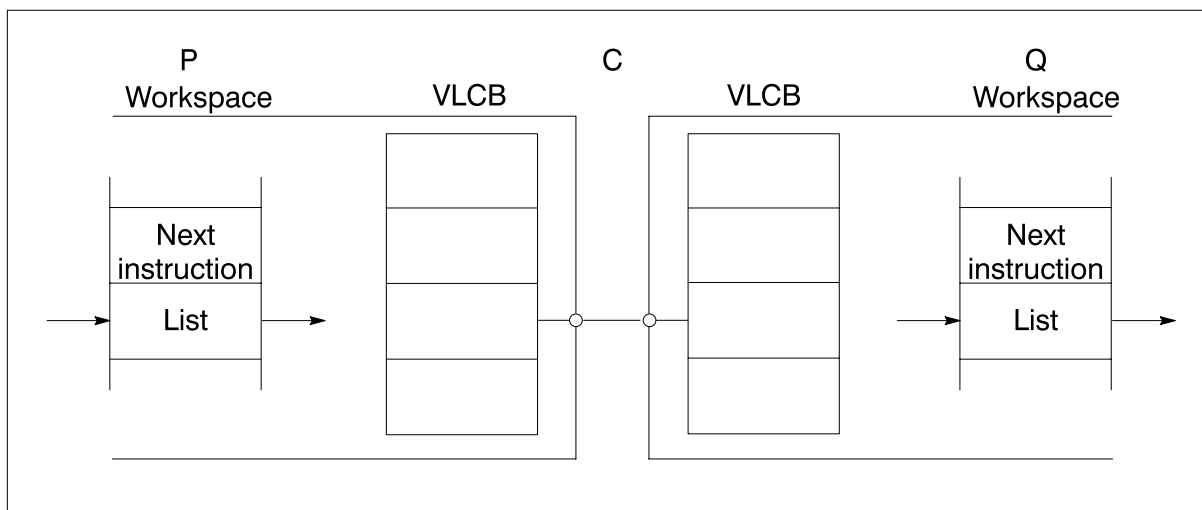 P
C
Q
Workspace
VLCB
VLCB
Workspace
Next
instruction
List
Next
instruction
List